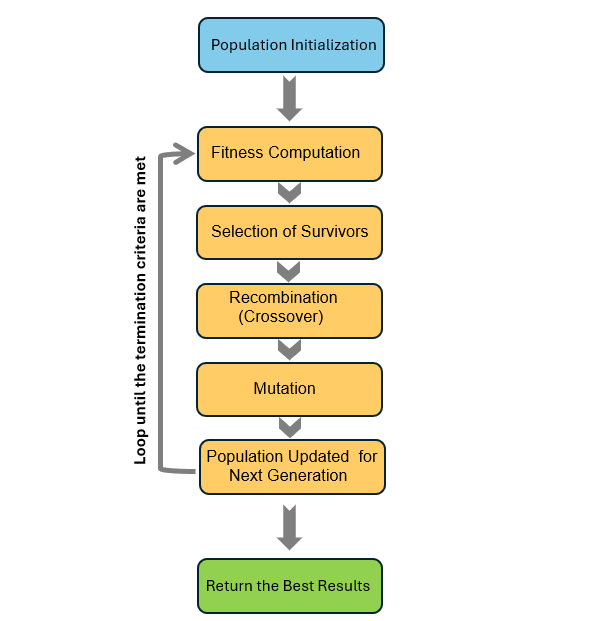 Population Initialization
Fitness Computation
Selection of Survivors
Recombination
(Crossover)
Mutation
Population Updated  for
Next Generation
Return the Best Results
Loop until the termination criteria are met